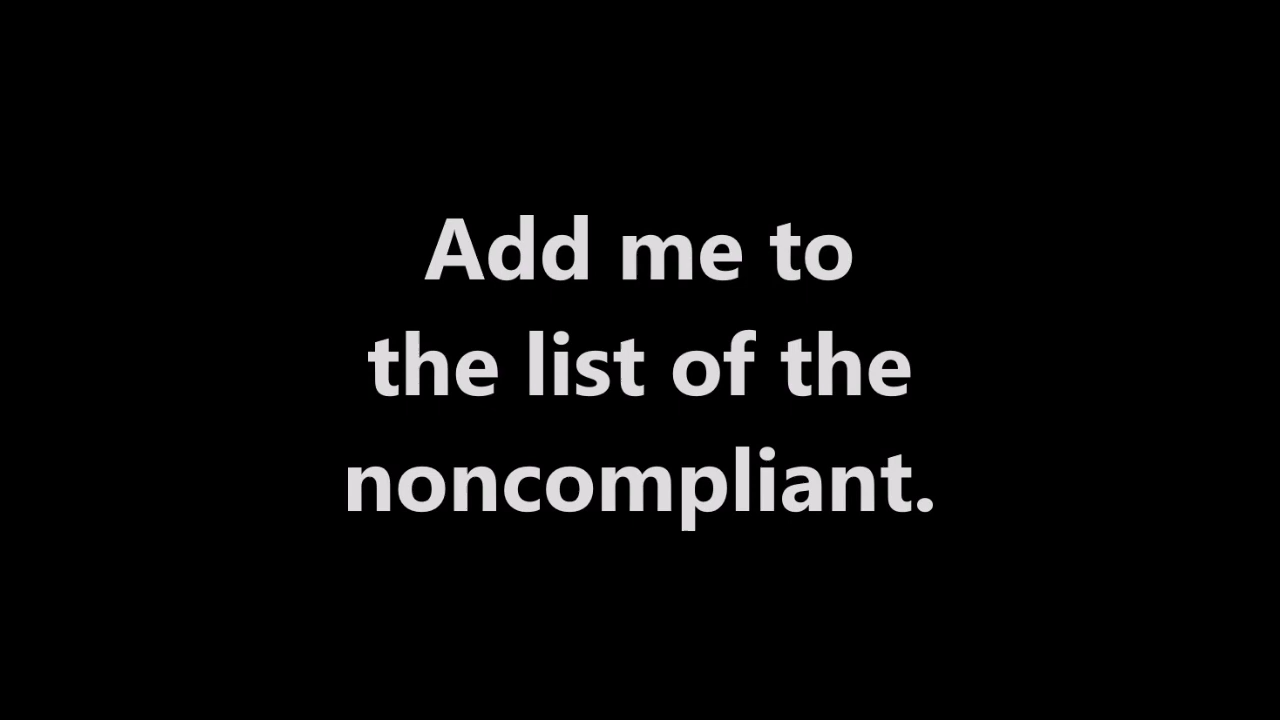 Add me to
the list of the
noncompliant.